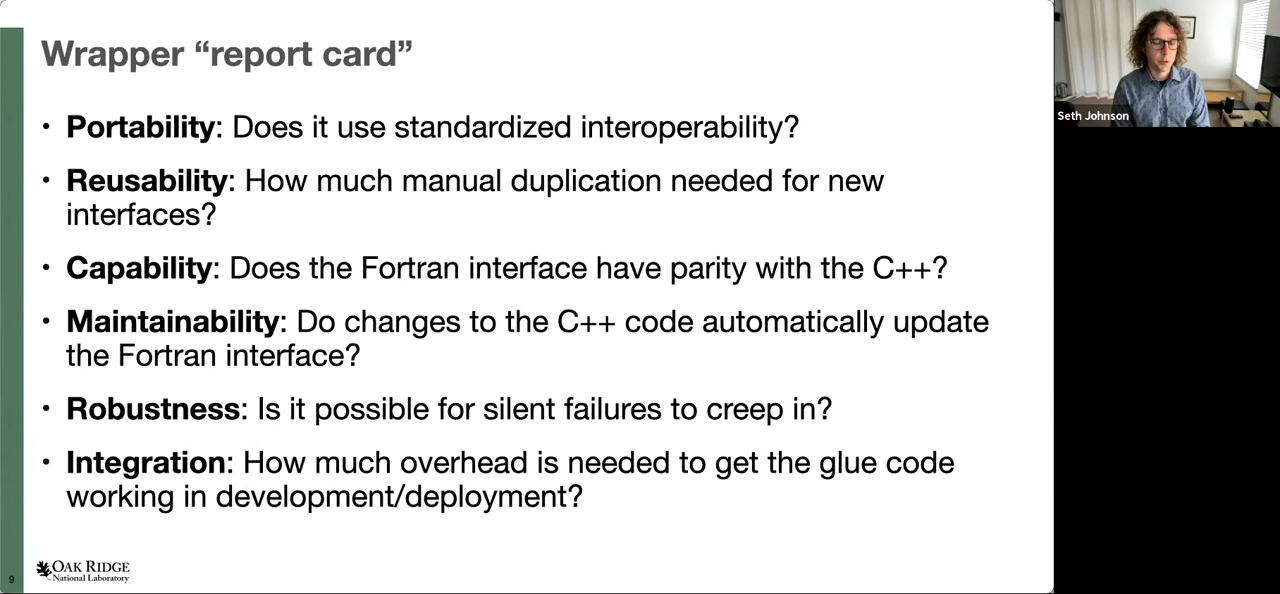 Wrapper “report card”
• Portability: Does it use standardized interoperability?
• Reusability: How much manual duplication needed for new
interfaces?
• Capability: Does the Fortran interface have parity with the C++?
• Maintainability: Do changes to the C++ code automatically update
the Fortran interface?
• Robustness: Is it possible for silent failures to creep in?
• Integration: How much overhead is needed to get the glue code
working in development/deployment?
9
OAK RIDGE
National Laboratory
Seth Johnson